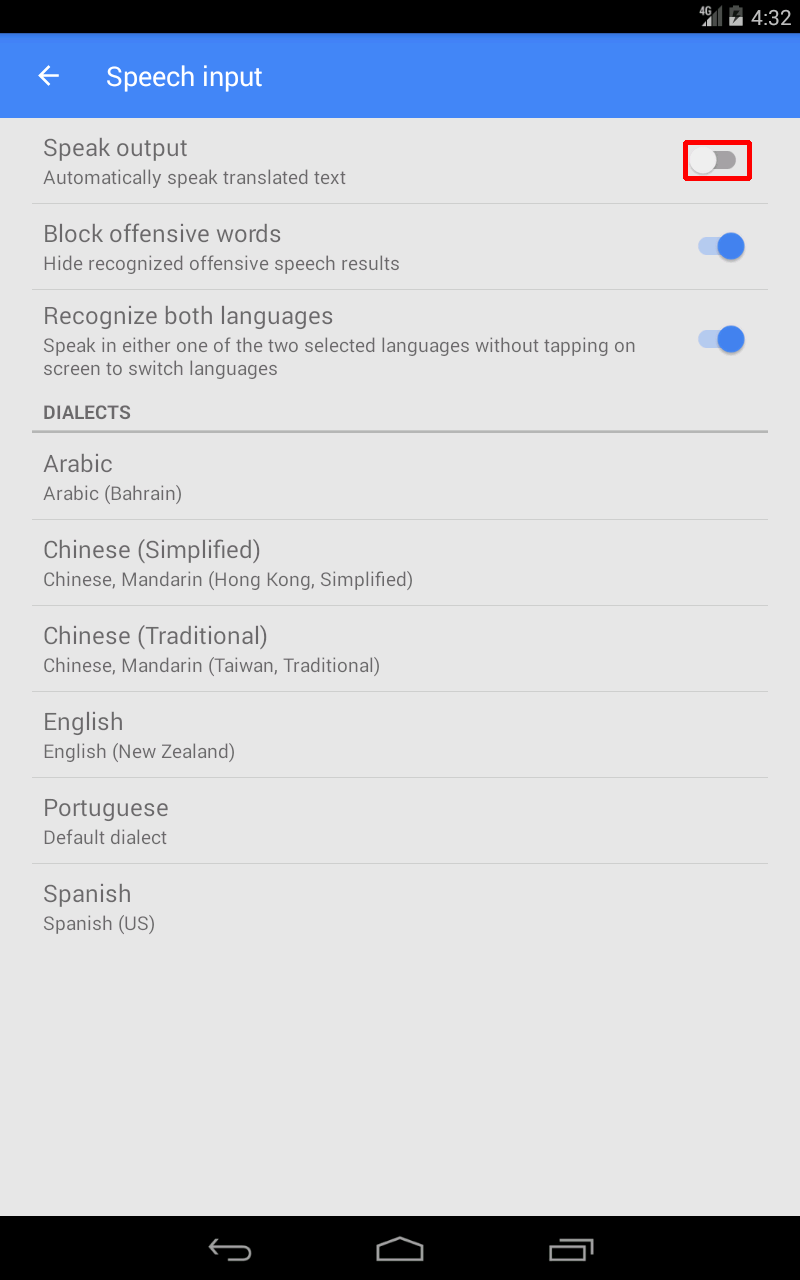 4G 4:32
Speech input
Speak output
Automatically speak translated text
Block offensive words
Hide recognized offensive speech results
Recognize both languages
Speak in either one of the two selected languages without tapping on
screen to switch languages
DIALECTS
Arabic
Arabic (Bahrain)
Chinese (Simplified)
Chinese, Mandarin (Hong Kong, Simplified)
Chinese (Traditional)
Chinese, Mandarin (Taiwan, Traditional)
English
English (New Zealand)
Portuguese
Default dialect
Spanish
Spanish (US)